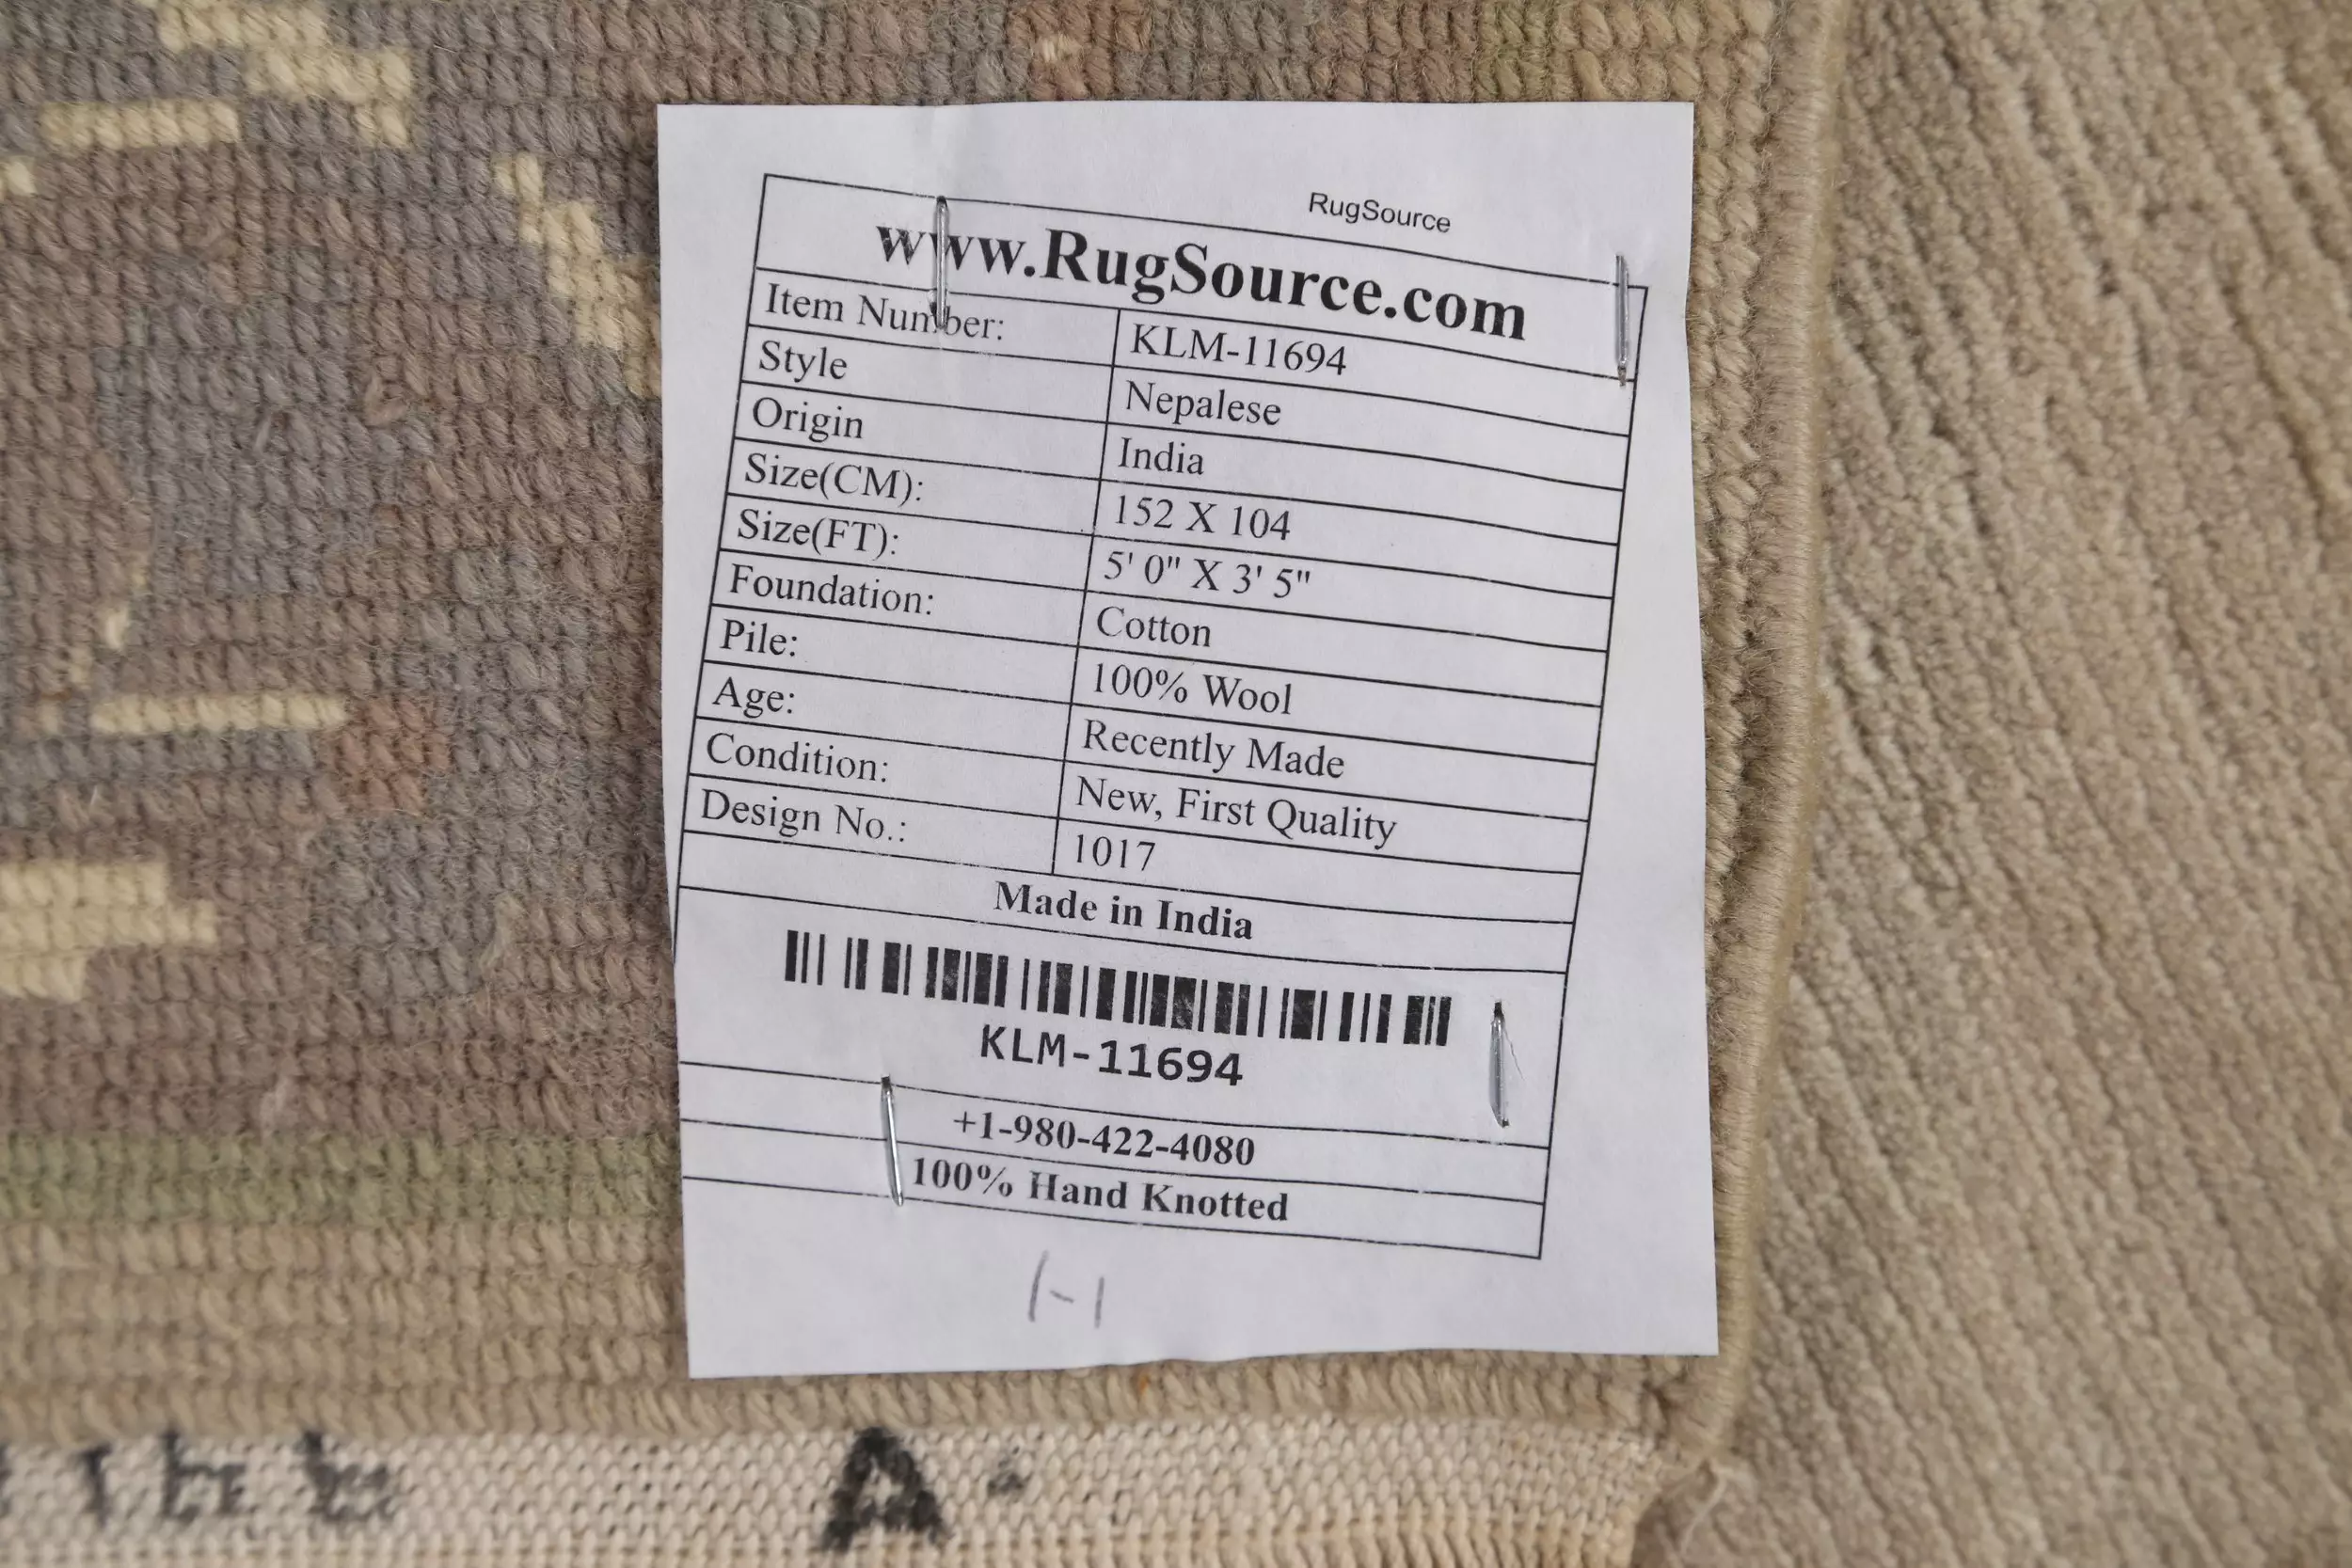 RugSource
www.RugSource.com
Item Number: KLM-11694
Style Nepalese
Origin India
Size(CM): 152 X 104
Size(FT): 5' 0" X 3' 5"
Foundation: Cotton
Pile: 100% Wool
Age: Recently Made
Condition: New, First Quality
Design No.: 1017
Made in India
KLM-11694
+1-980-422-4080
100% Hand Knotted
1-1
A